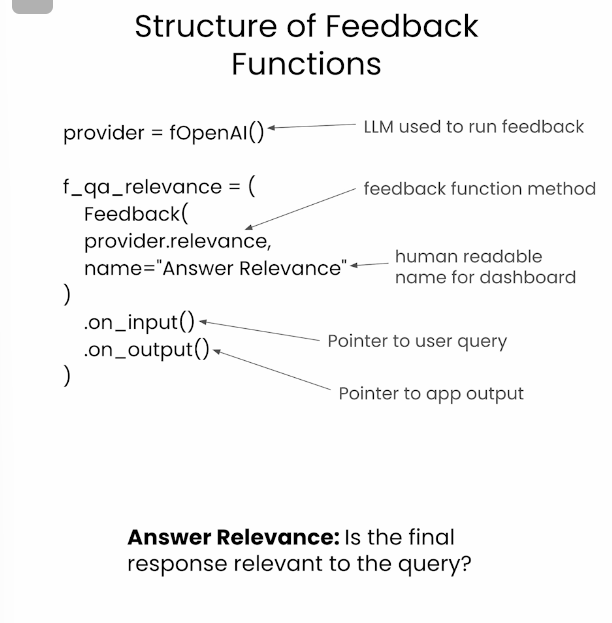 Structure of Feedback
Functions
provider = fOpenAI()
LLM used to run feedback
f_qa_relevance = (
feedback function method
Feedback(
provider.relevance,
name="Answer Relevance"
human readable
name for dashboard
)
.on_input()
Pointer to user query
.on_output()
)
Pointer to app output
Answer Relevance: Is the final
response relevant to the query?